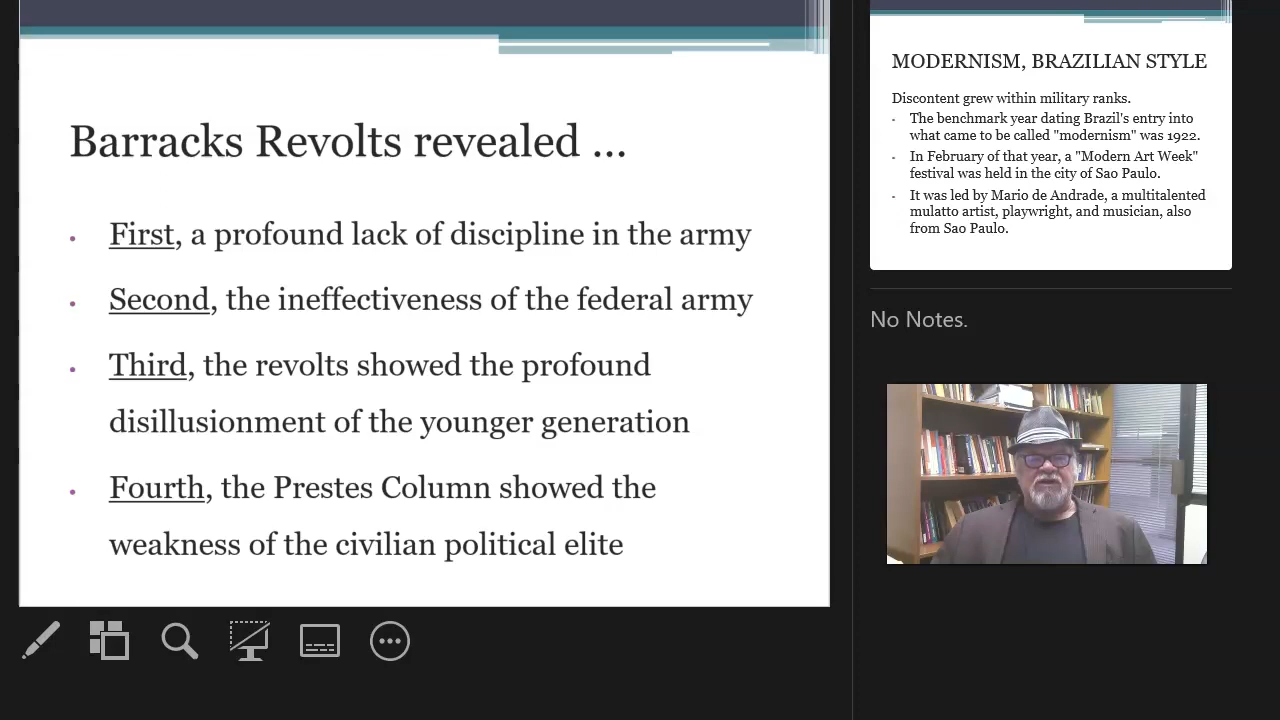 Barracks Revolts revealed ...
• First, a profound lack of discipline in the army
• Second, the ineffectiveness of the federal army
• Third, the revolts showed the profound
disillusionment of the younger generation
• Fourth, the Prestes Column showed the
weakness of the civilian political elite
MODERNISM, BRAZILIAN STYLE
Discontent grew within military ranks.
• The benchmark year dating Brazil's entry into
what came to be called "modernism" was 1922.
• In February of that year, a "Modern Art Week"
festival was held in the city of Sao Paulo.
• It was led by Mario de Andrade, a multitalented
mulatto artist, playwright, and musician, also
from Sao Paulo.
No Notes.